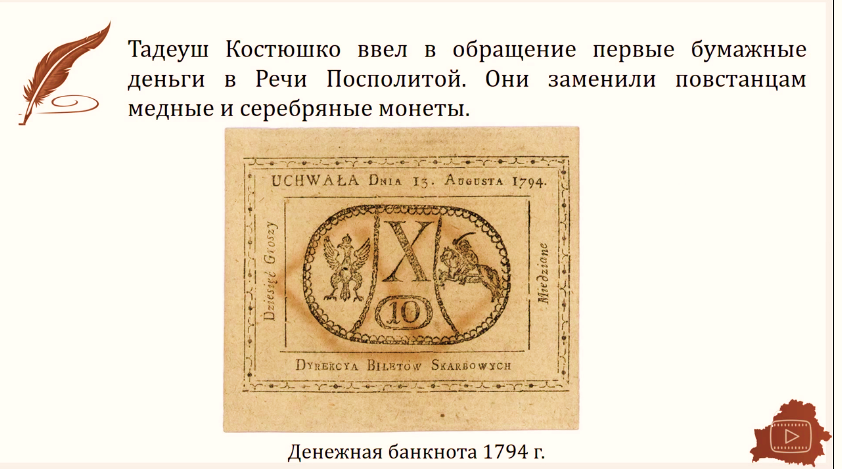 Тадеуш Костюшко ввел в обращение первые бумажные
деньги в Речи Посполитой. Они заменили повстанцам
медные и серебряные монеты.
UCHWAŁA Dnia 13. Augusta 1794.
Dziesięć Groszy
X
10
Miedziane
Dyrekcya Biletow Skarbowych
Денежная банкнота 1794 г.